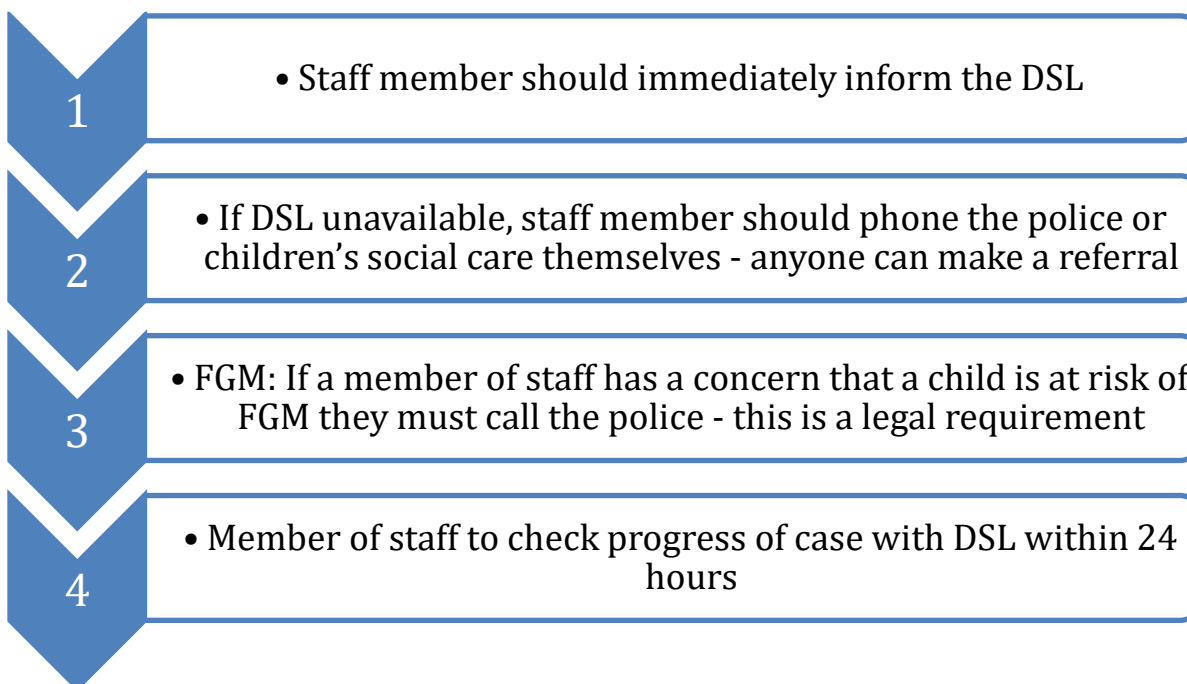 1
• Staff member should immediately inform the DSL
2
• If DSL unavailable, staff member should phone the police or
children’s social care themselves - anyone can make a referral
3
• FGM: If a member of staff has a concern that a child is at risk of
FGM they must call the police - this is a legal requirement
4
• Member of staff to check progress of case with DSL within 24
hours